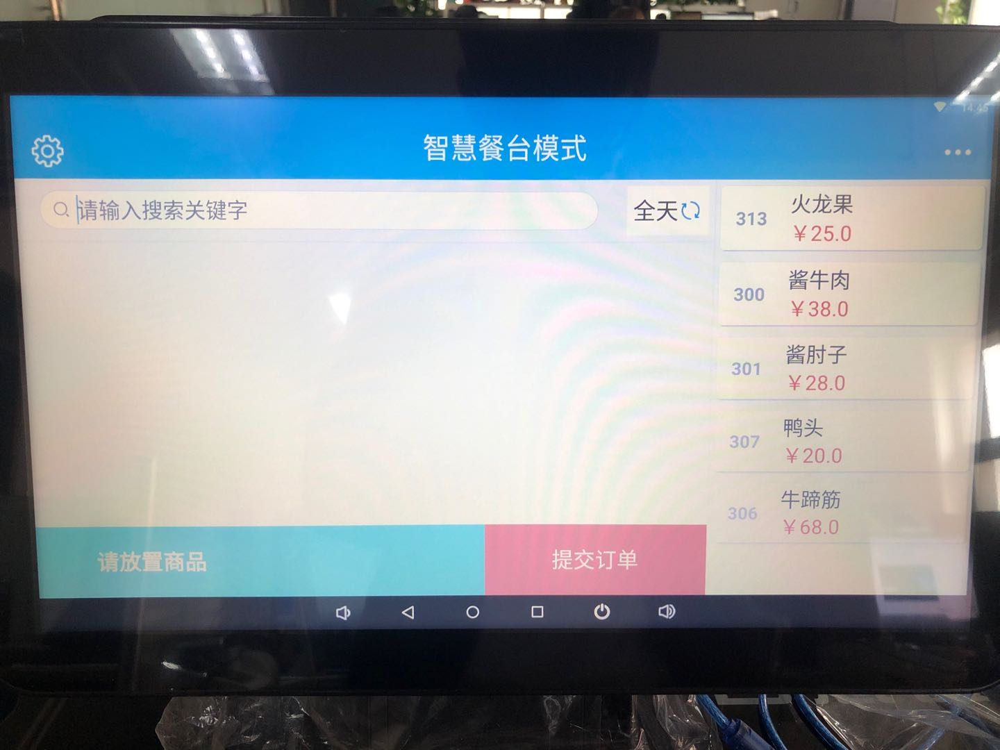 14:46
智慧餐台模式
请输入搜索关键字
全天
313
火龙果
¥25.0
300
酱牛肉
¥38.0
301
酱肘子
¥28.0
307
鸭头
¥20.0
306
牛蹄筋
¥68.0
请放置商品
提交订单